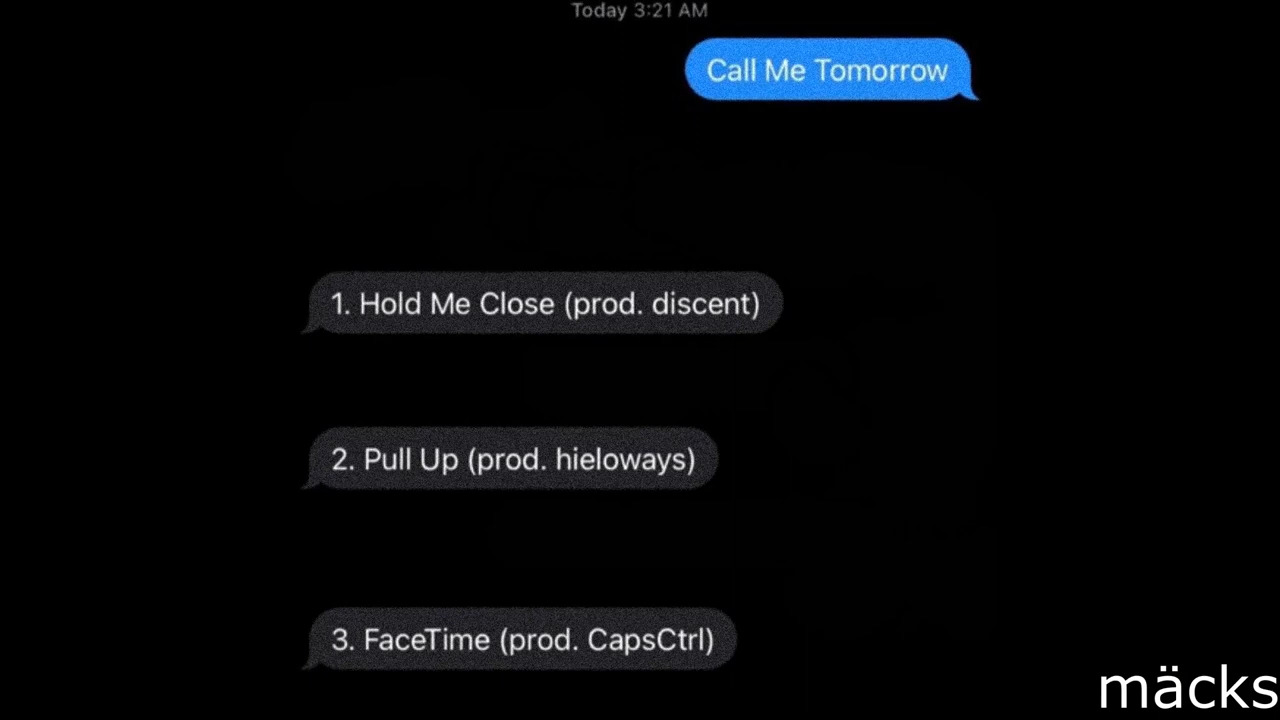 Today 3:21 AM
Call Me Tomorrow
1. Hold Me Close (prod. discent)
2. Pull Up (prod. hieloways)
3. FaceTime (prod. CapsCtrl)
mäcks